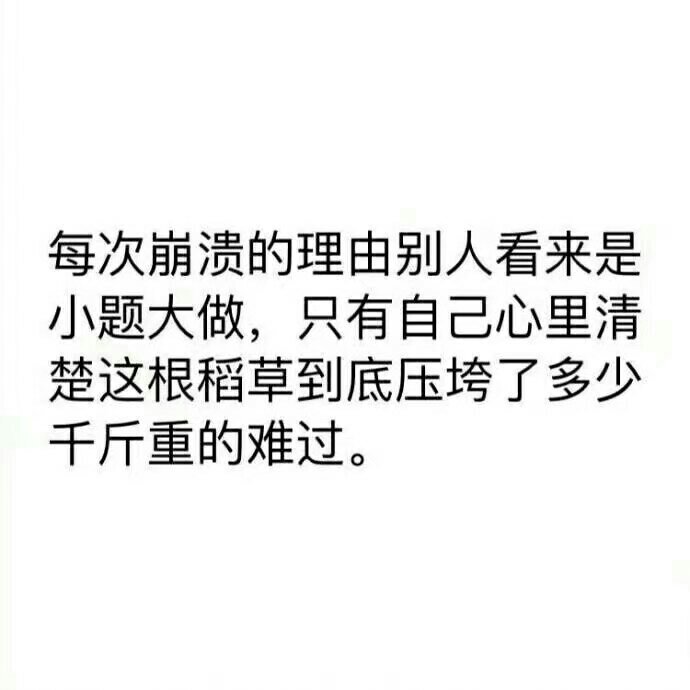 每次崩溃的理由别人看来是
小题大做，只有自己心里清
楚这根稻草到底压垮了多少
千斤重的难过。